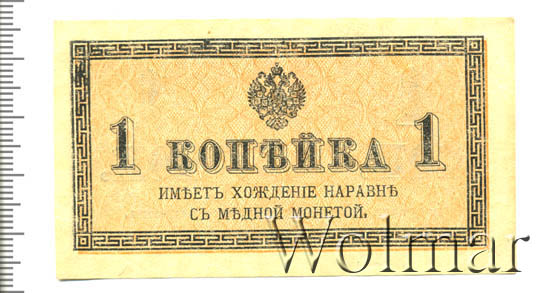 1 КОПѢЙКА 1
ИМѢЕТЪ ХОЖДЕНІЕ НАРАВНѢ
СЪ МѢДНОЙ МОНЕТОЙ.
Wolmar